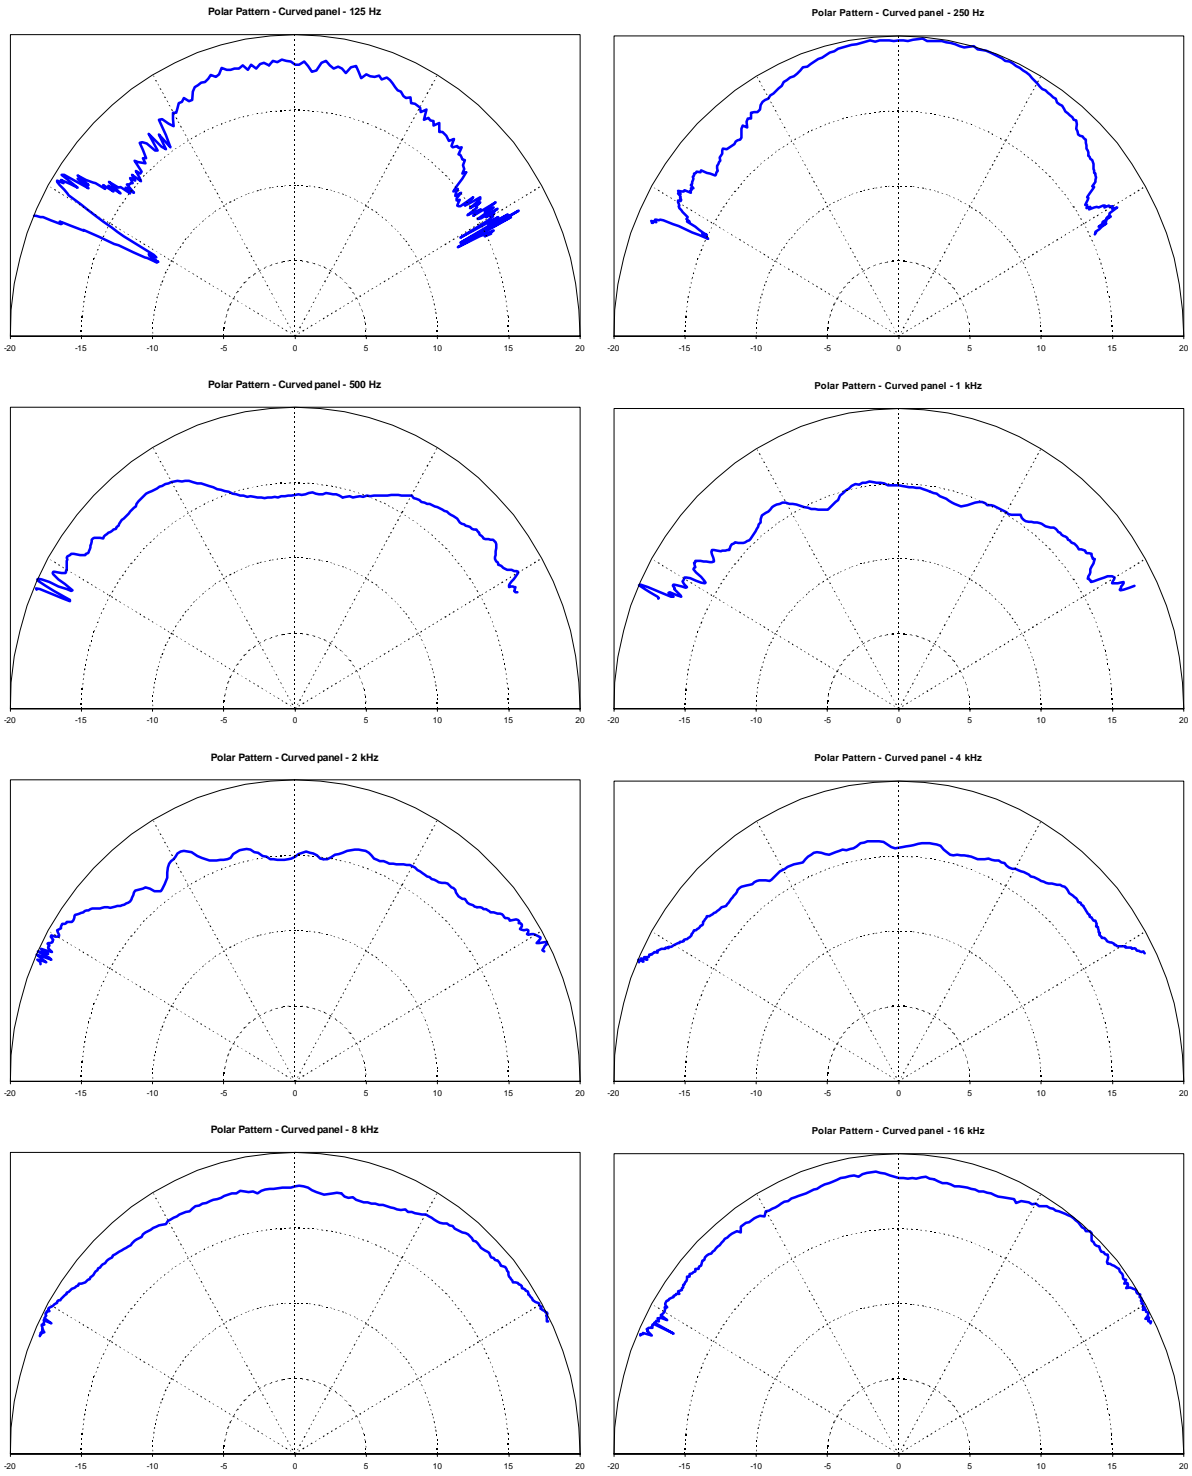 Polar Pattern - Curved panel - 125 Hz
Polar Pattern - Curved panel - 250 Hz
-20 -15 -10 -5 0 5 10 15 20
-20 -15 -10 -5 0 5 10 15 20
Polar Pattern - Curved panel - 500 Hz
Polar Pattern - Curved panel - 1 kHz
-20 -15 -10 -5 0 5 10 15 20
-20 -15 -10 -5 0 5 10 15 20
Polar Pattern - Curved panel - 2 kHz
Polar Pattern - Curved panel - 4 kHz
-20 -15 -10 -5 0 5 10 15 20
-20 -15 -10 -5 0 5 10 15 20
Polar Pattern - Curved panel - 8 kHz
Polar Pattern - Curved panel - 16 kHz
-20 -15 -10 -5 0 5 10 15 20
-20 -15 -10 -5 0 5 10 15 20